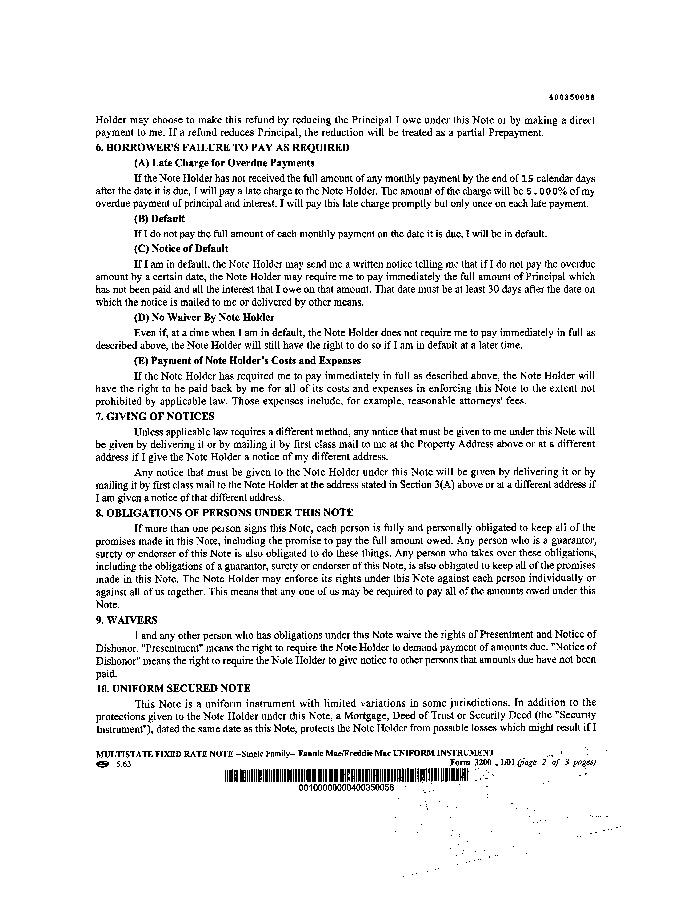 400350058
Holder may choose to make this refund by reducing the Principal I owe under this Note or by making a direct
payment to me. If a refund reduces Principal, the reduction will be treated as a partial Prepayment.
6. BORROWER'S FAILURE TO PAY AS REQUIRED
(A) Late Charge for Overdue Payments
If the Note Holder has not received the full amount of any monthly payment by the end of 15 calendar days
after the date it is due, I will pay a late charge to the Note Holder. The amount of the charge will be 5.000% of my
overdue payment of principal and interest. I will pay this late charge promptly but only once on each late payment.
(B) Default
If I do not pay the full amount of each monthly payment on the date it is due, I will be in default.
(C) Notice of Default
If I am in default, the Note Holder may send me a written notice telling me that if I do not pay the overdue
amount by a certain date, the Note Holder may require me to pay immediately the full amount of Principal which
has not been paid and all the interest that I owe on that amount. That date must be at least 30 days after the date on
which the notice is mailed to me or delivered by other means.
(D) No Waiver By Note Holder
Even if, at a time when I am in default, the Note Holder does not require me to pay immediately in full as
described above, the Note Holder will still have the right to do so if I am in default at a later time.
(E) Payment of Note Holder's Costs and Expenses
If the Note Holder has required me to pay immediately in full as described above, the Note Holder will
have the right to be paid back by me for all of its costs and expenses in enforcing this Note to the extent not
prohibited by applicable law. Those expenses include, for example, reasonable attorneys' fees.
7. GIVING OF NOTICES
Unless applicable law requires a different method, any notice that must be given to me under this Note will
be given by delivering it or by mailing it by first class mail to me at the Property Address above or at a different
address if I give the Note Holder a notice of my different address.
Any notice that must be given to the Note Holder under this Note will be given by delivering it or by
mailing it by first class mail to the Note Holder at the address stated in Section 3(A) above or at a different address if
I am given a notice of that different address.
8. OBLIGATIONS OF PERSONS UNDER THIS NOTE
If more than one person signs this Note, each person is fully and personally obligated to keep all of the
promises made in this Note, including the promise to pay the full amount owed. Any person who is a guarantor,
surety or endorser of this Note is also obligated to do these things. Any person who takes over these obligations,
including the obligations of a guarantor, surety or endorser of this Note, is also obligated to keep all of the promises
made in this Note. The Note Holder may enforce its rights under this Note against each person individually or
against all of us together. This means that any one of us may be required to pay all of the amounts owed under this
Note.
9. WAIVERS
I and any other person who has obligations under this Note waive the rights of Presentment and Notice of
Dishonor. "Presentment" means the right to require the Note Holder to demand payment of amounts due. "Notice of
Dishonor" means the right to require the Note Holder to give notice to other persons that amounts due have not been
paid.
10. UNIFORM SECURED NOTE
This Note is a uniform instrument with limited variations in some jurisdictions. In addition to the
protections given to the Note Holder under this Note, a Mortgage, Deed of Trust or Security Deed (the "Security
Instrument"), dated the same date as this Note, protects the Note Holder from possible losses which might result if I
MULTISTATE FIXED RATE NOTE --Single Family-- Fannie Mae/Freddie Mac UNIFORM INSTRUMENT
5.63 Form 3200 1/01 (page 2 of 3 pages)
00100000000400350058